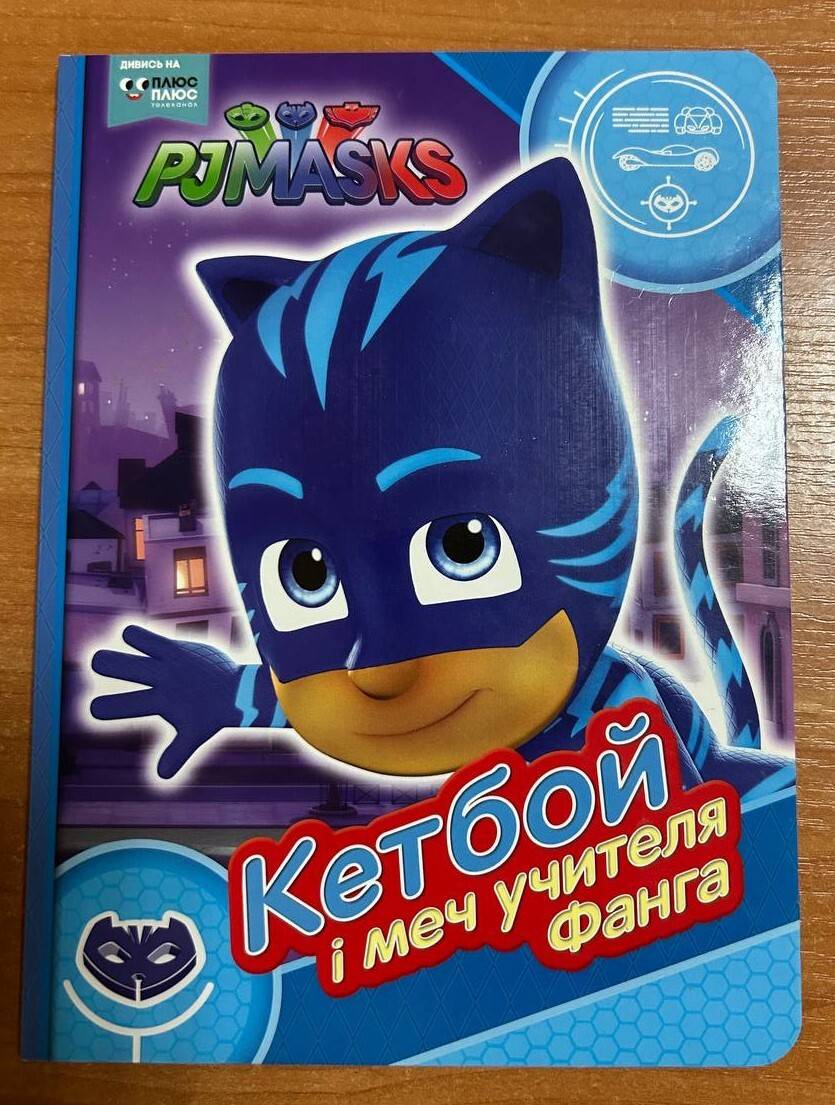 ДИВИСЬ НА
ПЛЮС
ПЛЮС
телеканал
PJMASKS
Кетбой
і меч учителя
Фанга